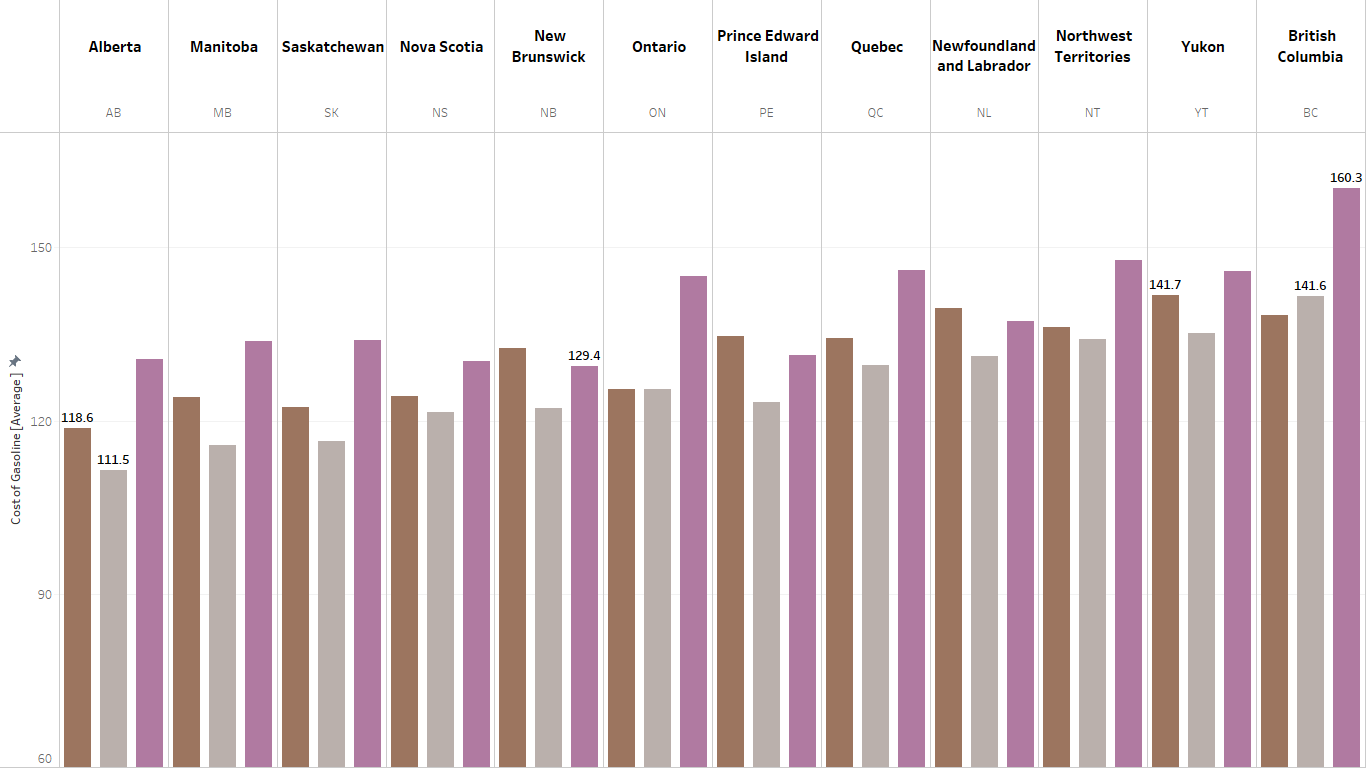 Alberta
Manitoba
Saskatchewan
Nova Scotia
New
Brunswick
Ontario
Prince Edward
Island
Quebec
Newfoundland
and Labrador
Northwest
Territories
Yukon
British
Columbia
AB
MB
SK
NS
NB
ON
PE
QC
NL
NT
YT
BC
160.3
150
141.7
141.6
129.4
120
118.6
111.5
90
60
Cost of Gasoline [Average ]